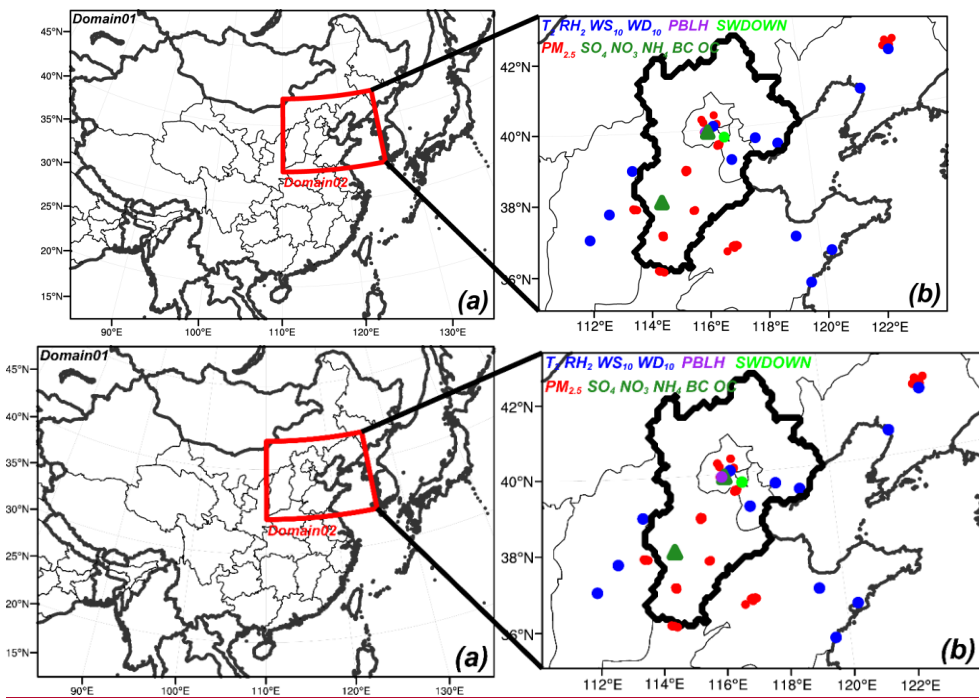 Domain01
45°N
40°N
35°N
30°N
25°N
20°N
15°N
Domain02
(a)
90°E 100°E 110°E 120°E 130°E
T2 RH2 WS10 WD10 PBLH SWDOWN
PM2.5 SO4 NO3 NH4 BC OC
42°N
40°N
38°N
36°N
(b)
112°E 114°E 116°E 118°E 120°E 122°E
Domain01
45°N
40°N
35°N
30°N
25°N
20°N
15°N
Domain02
(a)
90°E 100°E 110°E 120°E 130°E
T2 RH2 WS10 WD10 PBLH SWDOWN
PM2.5 SO4 NO3 NH4 BC OC
42°N
40°N
38°N
36°N
(b)
112°E 114°E 116°E 118°E 120°E 122°E